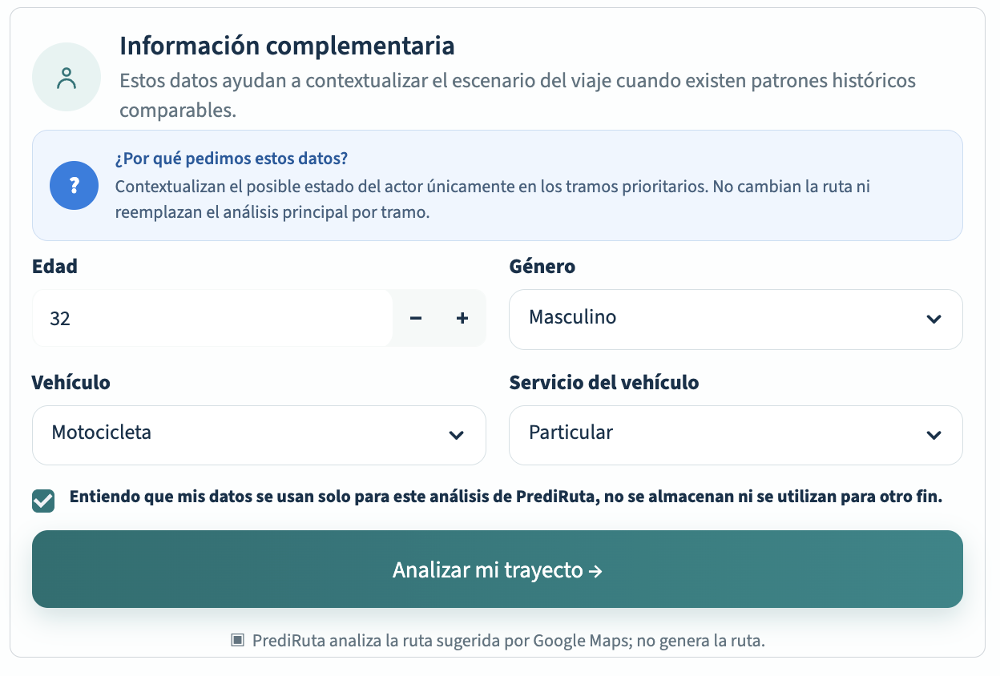 Información complementaria
Estos datos ayudan a contextualizar el escenario del viaje cuando existen patrones históricos
comparables.
?
¿Por qué pedimos estos datos?
Contextualizan el posible estado del actor únicamente en los tramos prioritarios. No cambian la ruta ni
reemplazan el análisis principal por tramo.
Edad
Género
32
− +
Masculino
Vehículo
Servicio del vehículo
Motocicleta
Particular
Entiendo que mis datos se usan solo para este análisis de PrediRuta, no se almacenan ni se utilizan para otro fin.
Analizar mi trayecto →
▣ PrediRuta analiza la ruta sugerida por Google Maps; no genera la ruta.